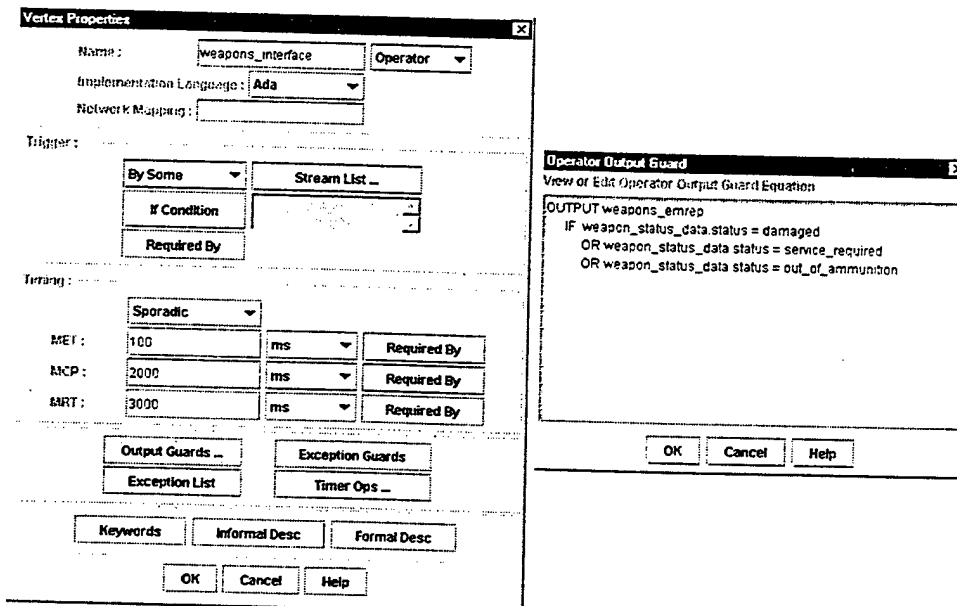 Vertex Properties
Name : weapons_interface Operator
Implementation Language : Ada
Network Mapping :
Trigger :
By Some Stream List ...
If Condition
Required By
Timing :
Sporadic
MET : 100 ms Required By
MCP : 2000 ms Required By
MRT : 3000 ms Required By
Output Guards ... Exception Guards
Exception List Timer Ops ...
Keywords Informal Desc Formal Desc
OK Cancel Help
Operator Output Guard
View or Edit Operator Output Guard Equation
OUTPUT weapons_emrep
IF weapon_status_data.status = damaged
OR weapon_status_data status = service_required
OR weapon_status_data status = out_of_ammunition
OK Cancel Help